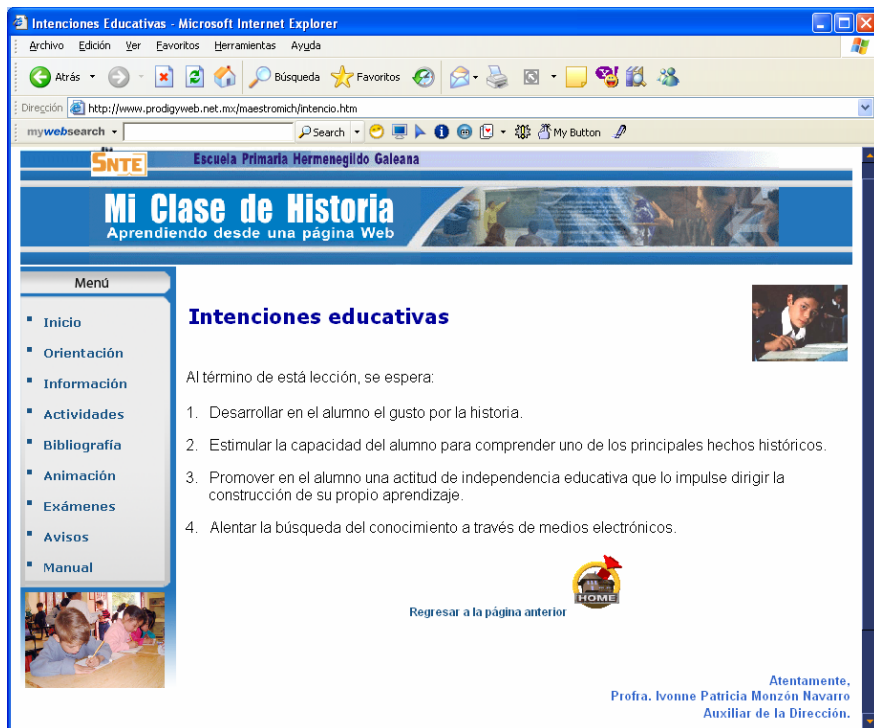 Intenciones Educativas - Microsoft Internet Explorer
Archivo Edición Ver Favoritos Herramientas Ayuda
Atrás Búsqueda Favoritos
Dirección http://www.prodigyweb.net.mx/maestromich/intencio.htm
mywebsearch Search My Button
SNTE Escuela Primaria Hermenegildo Galeana
Mi Clase de Historia
Aprendiendo desde una página Web
Menú
Inicio
Orientación
Información
Actividades
Bibliografía
Animación
Exámenes
Avisos
Manual
Intenciones educativas
Al término de está lección, se espera:
1. Desarrollar en el alumno el gusto por la historia.
2. Estimular la capacidad del alumno para comprender uno de los principales hechos históricos.
3. Promover en el alumno una actitud de independencia educativa que lo impulse dirigir la
construcción de su propio aprendizaje.
4. Alentar la búsqueda del conocimiento a través de medios electrónicos.
HOME
Regresar a la página anterior
Atentamente,
Profra. Ivonne Patricia Monzón Navarro
Auxiliar de la Dirección.